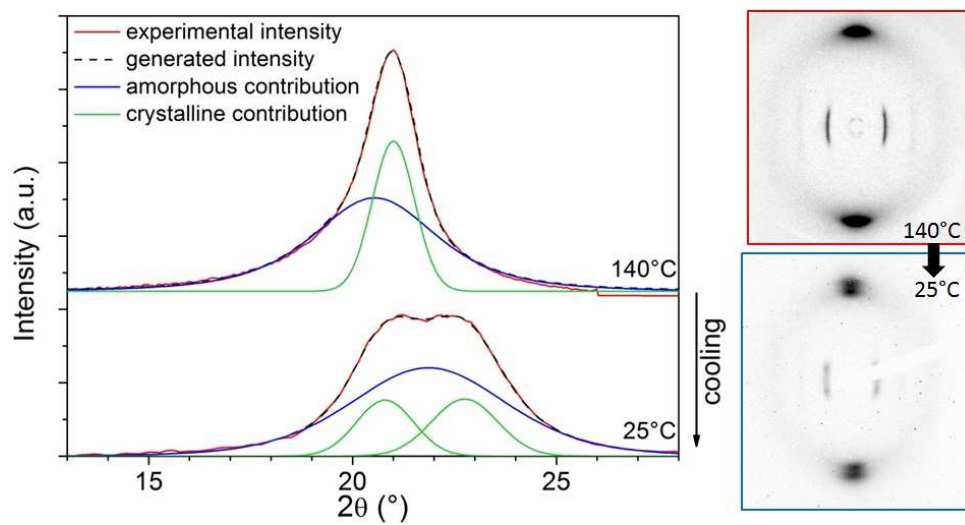 experimental intensity
generated intensity
amorphous contribution
crystalline contribution
Intensity (a.u.)
140°C
25°C
15
20
25
2θ (°)
cooling
140°C
25°C